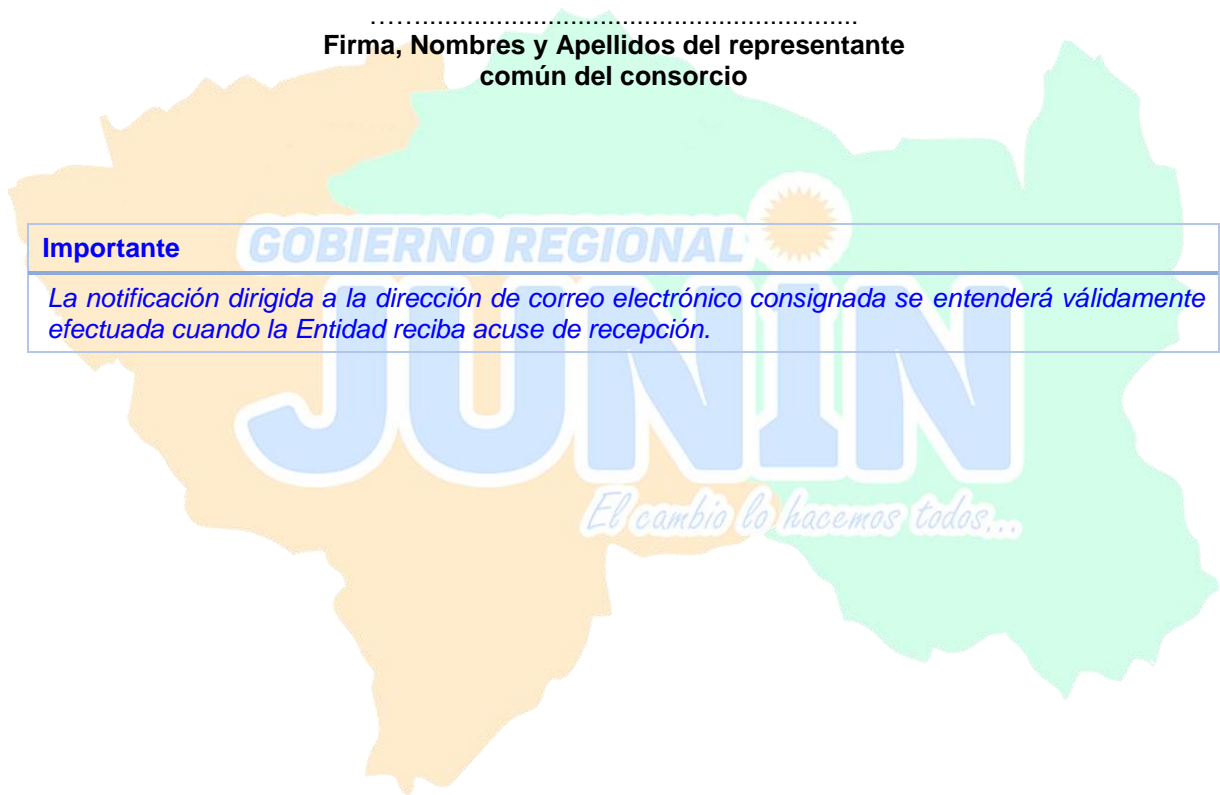 ……...........................................................
Firma, Nombres y Apellidos del representante
común del consorcio
GOBIERNO REGIONAL
Importante
La notificación dirigida a la dirección de correo electrónico consignada se entenderá válidamente
efectuada cuando la Entidad reciba acuse de recepción.
JUNIN
El cambio lo hacemos todos...